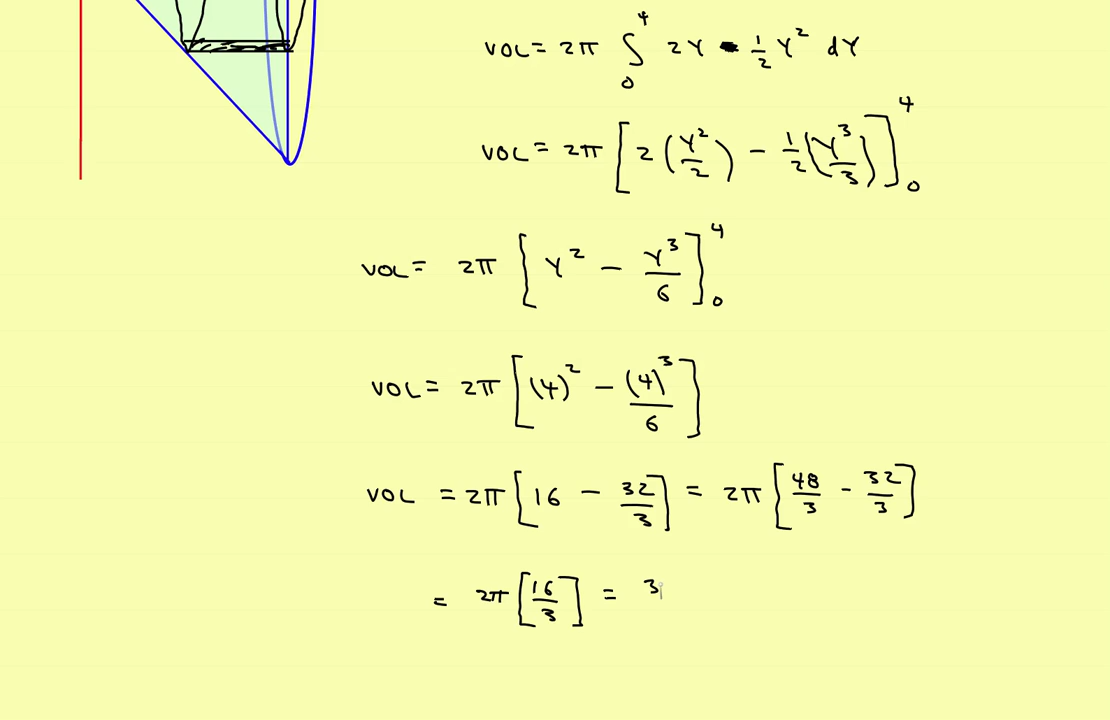 VOL = 2π ∫₀⁴ 2Y - 1/2 Y² dY
VOL = 2π [2(Y²/2) - 1/2(Y³/3)]₀⁴
VOL = 2π [Y² - Y³/6]₀⁴
VOL = 2π [(4)² - (4)³/6]
VOL = 2π [16 - 32/3] = 2π [48/3 - 32/3]
= 2π [16/3] = 3